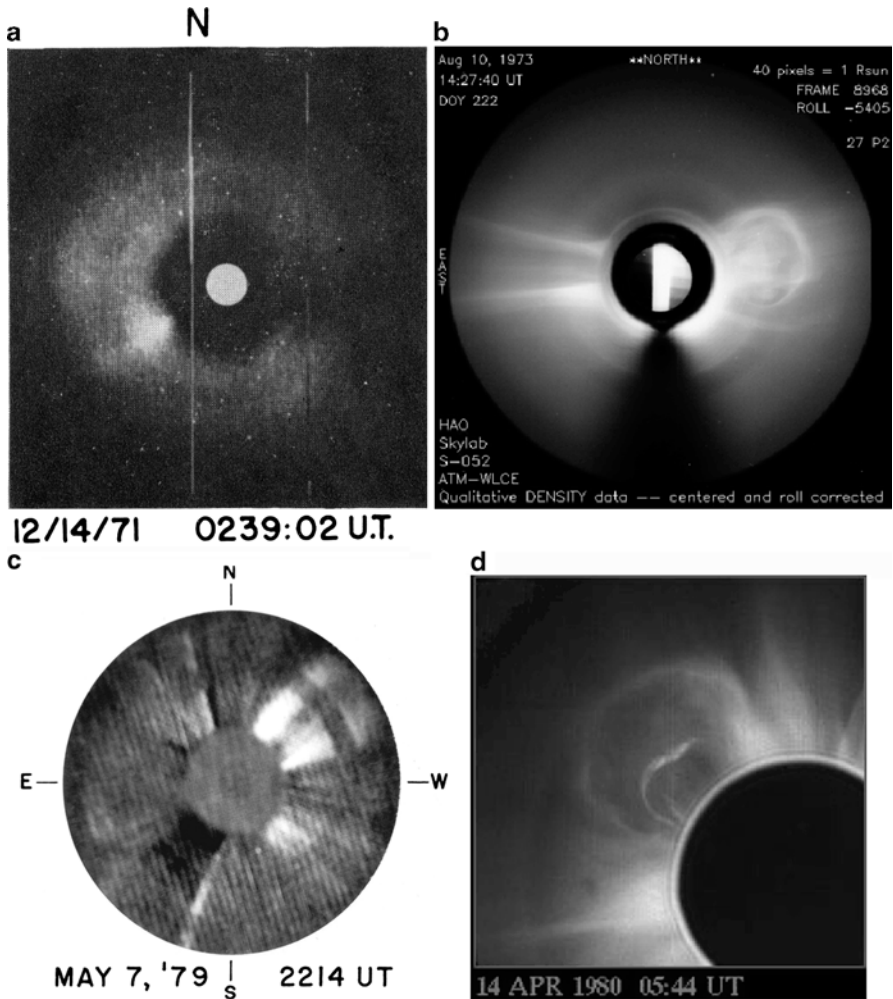 a
N
12/14/71 0239:02 U.T.
b
Aug 10, 1973
14:27:40 UT
DOY 222
**NORTH**
40 pixels = 1 Rsun
FRAME 8968
ROLL -5405
27 P2
EAST
HAO
Skylab
S-052
ATM-WLCE
Qualitative DENSITY data -- centered and roll corrected
c
N
E
W
S
MAY 7, '79 2214 UT
d
14 APR 1980 05:44 UT